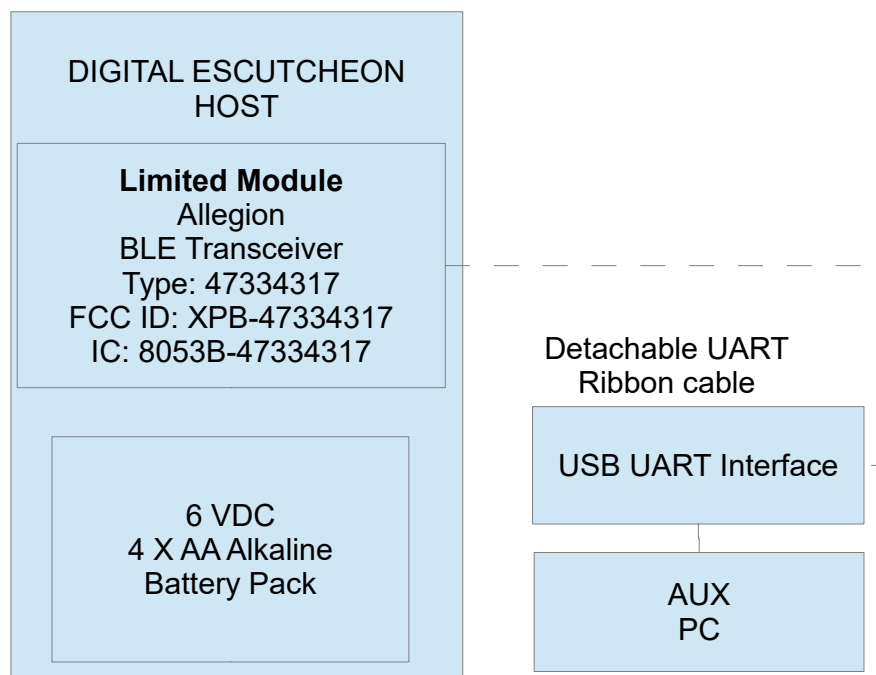 DIGITAL ESCUTCHEON
HOST
Limited Module
Allegion
BLE Transceiver
Type: 47334317
FCC ID: XPB-47334317
IC: 8053B-47334317
6 VDC
4 X AA Alkaline
Battery Pack
Detachable UART
Ribbon cable
USB UART Interface
AUX
PC